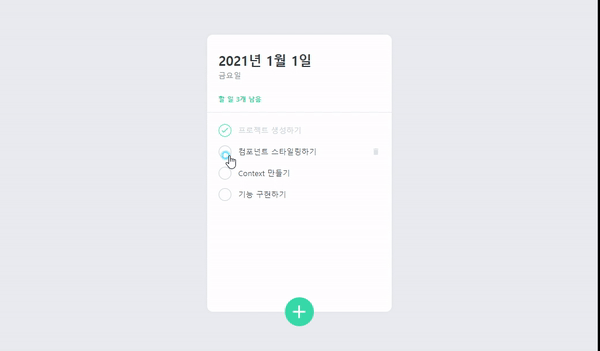 2021년 1월 1일
금요일
할 일 3개 남음
프로젝트 생성하기
컴포넌트 스타일링하기
Context 만들기
기능 구현하기